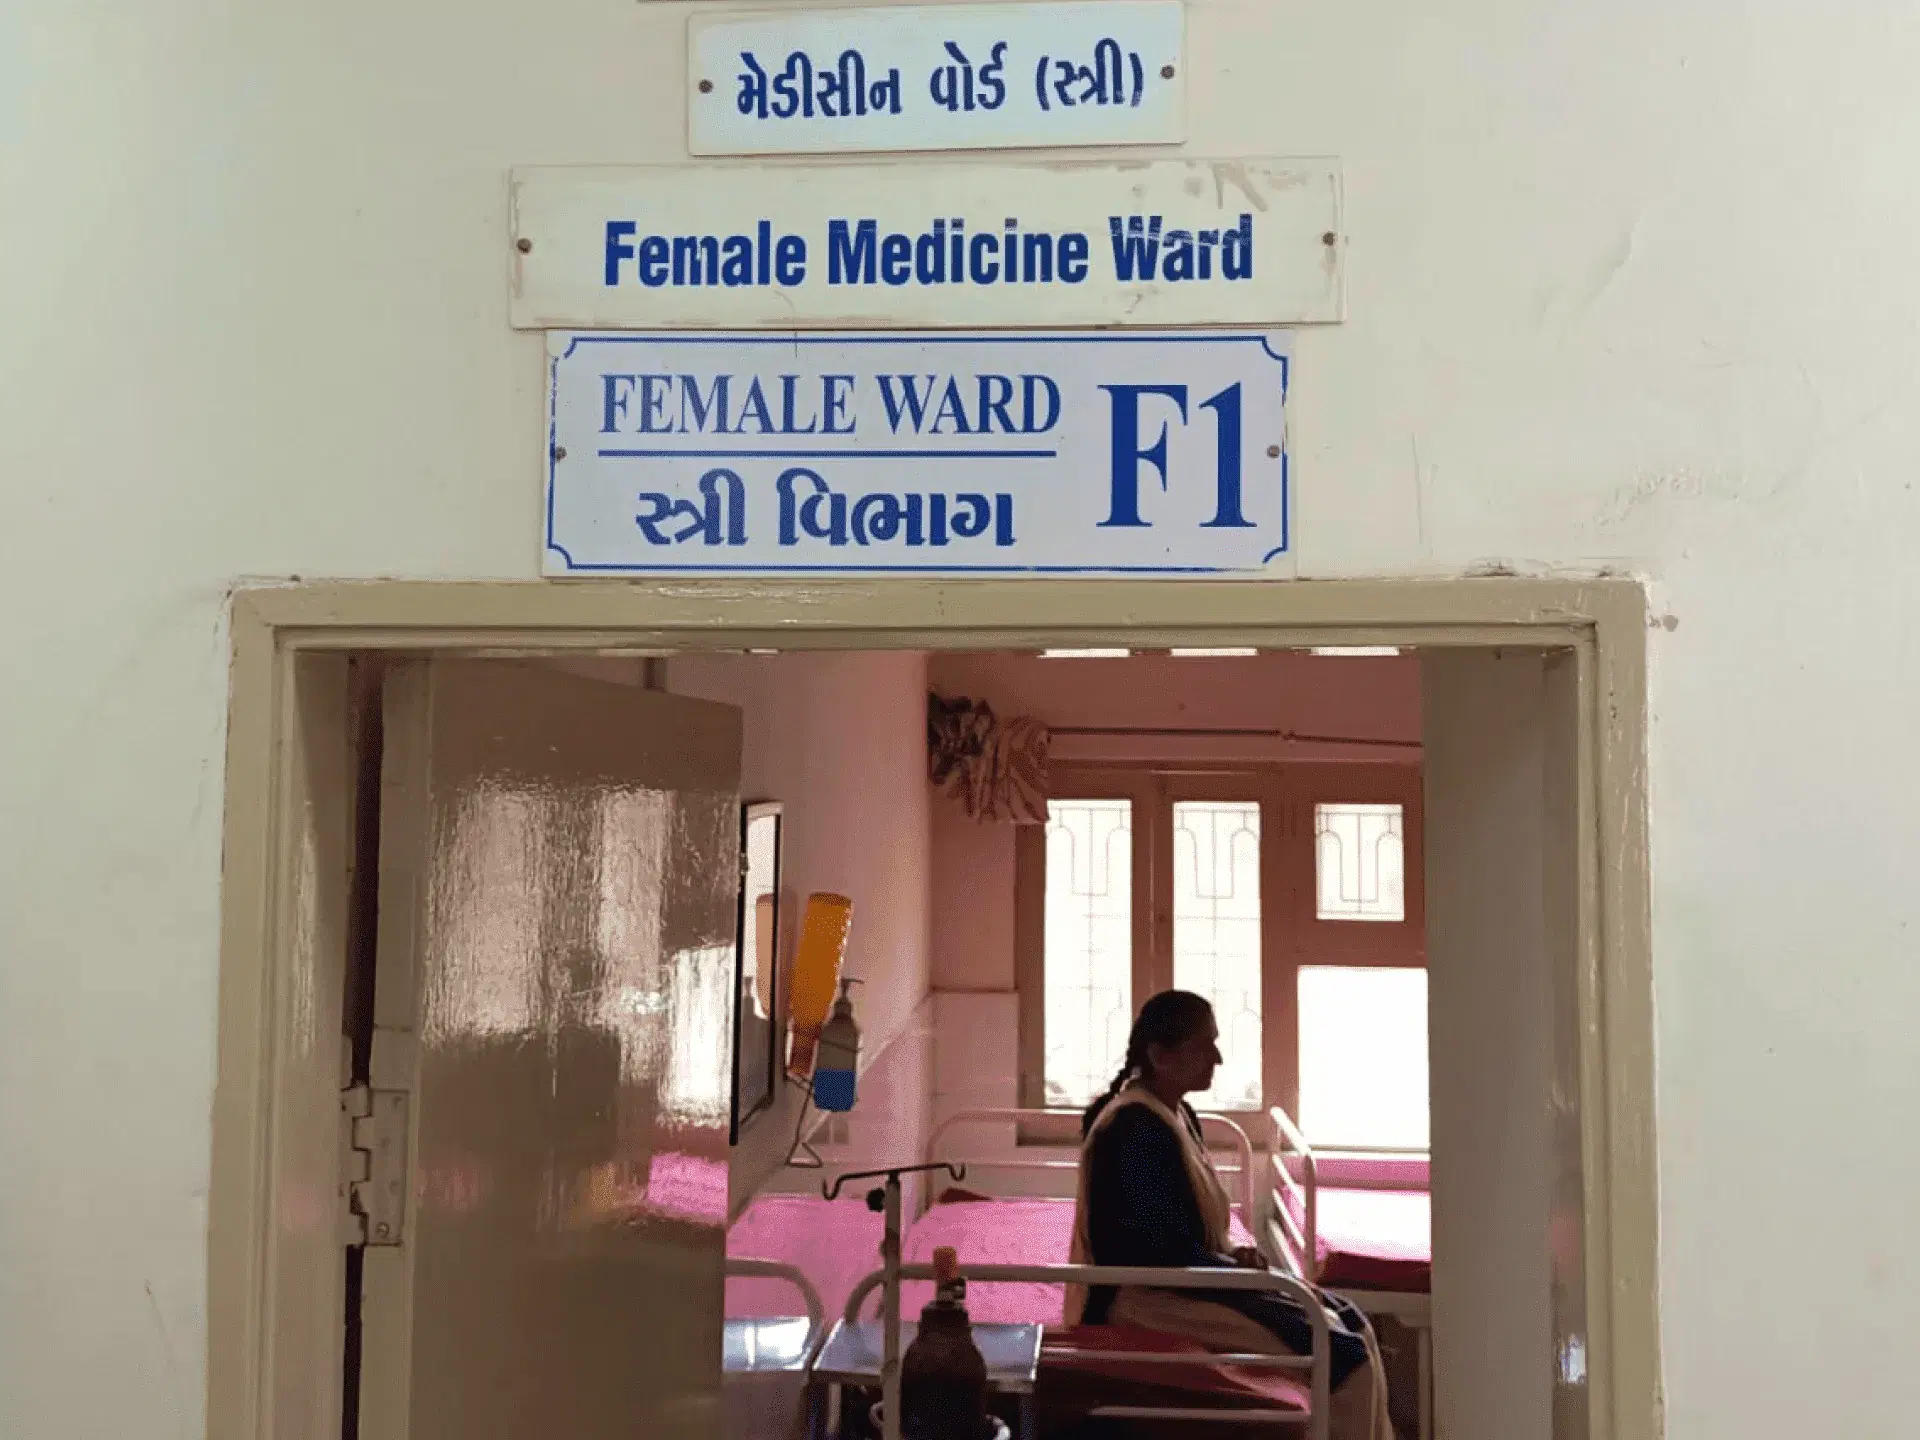 મેડીસીન વોર્ડ (સ્ત્રી)
Female Medicine Ward
FEMALE WARD
સ્ત્રી વિભાગ
F1